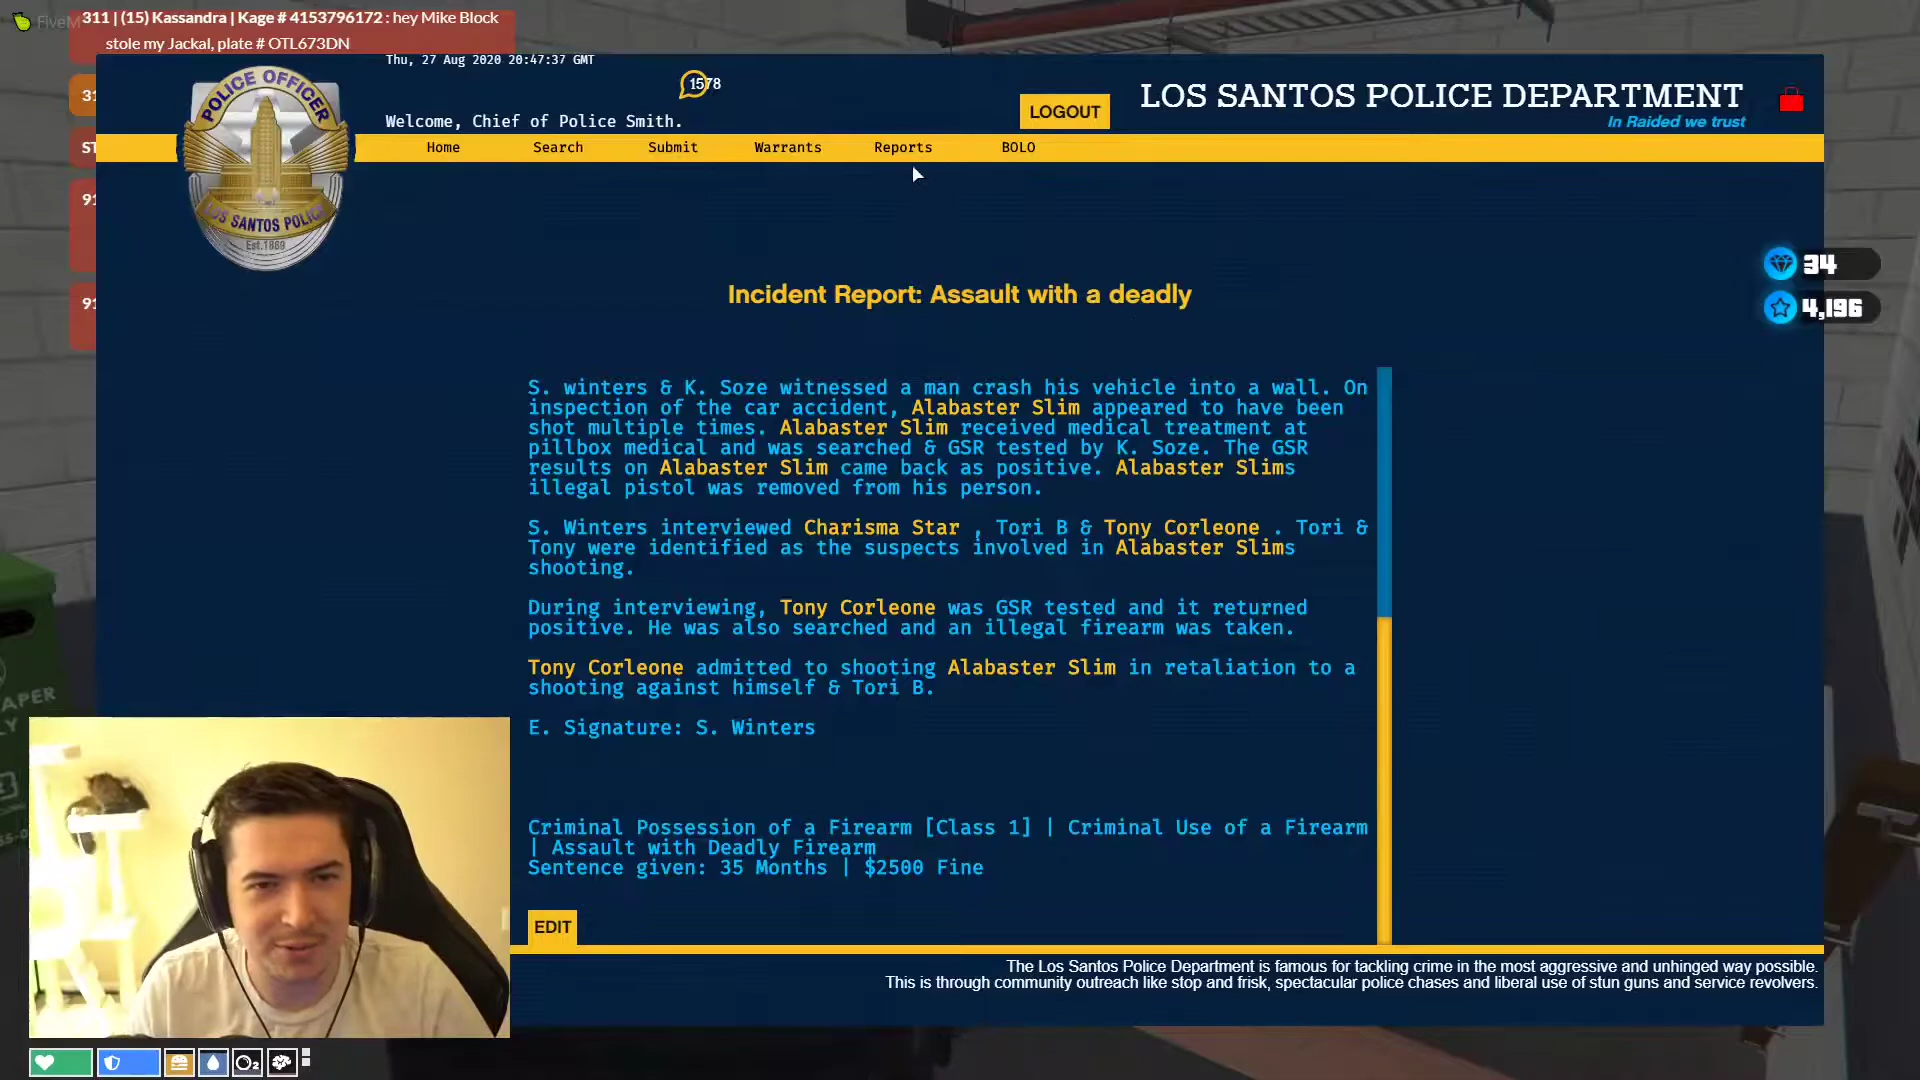 FiveM
311 | (15) Kassandra | Kage # 4153796172 : hey Mike Block
stole my Jackal, plate # OTL673DN
Thu, 27 Aug 2020 20:47:37 GMT
1578
Welcome, Chief of Police Smith.
LOGOUT
LOS SANTOS POLICE DEPARTMENT
In Raided we trust
POLICE OFFICER
LOS SANTOS POLICE
Est.1869
31
ST
91
91
Home Search Submit Warrants Reports BOLO
34
4,196
Incident Report: Assault with a deadly
S. winters & K. Soze witnessed a man crash his vehicle into a wall. On
inspection of the car accident, Alabaster Slim appeared to have been
shot multiple times. Alabaster Slim received medical treatment at
pillbox medical and was searched & GSR tested by K. Soze. The GSR
results on Alabaster Slim came back as positive. Alabaster Slims
illegal pistol was removed from his person.
S. Winters interviewed Charisma Star , Tori B & Tony Corleone . Tori &
Tony were identified as the suspects involved in Alabaster Slims
shooting.
During interviewing, Tony Corleone was GSR tested and it returned
positive. He was also searched and an illegal firearm was taken.
Tony Corleone admitted to shooting Alabaster Slim in retaliation to a
shooting against himself & Tori B.
E. Signature: S. Winters
Criminal Possession of a Firearm [Class 1] | Criminal Use of a Firearm
| Assault with Deadly Firearm
Sentence given: 35 Months | $2500 Fine
EDIT
The Los Santos Police Department is famous for tackling crime in the most aggressive and unhinged way possible.
This is through community outreach like stop and frisk, spectacular police chases and liberal use of stun guns and service revolvers.
O2